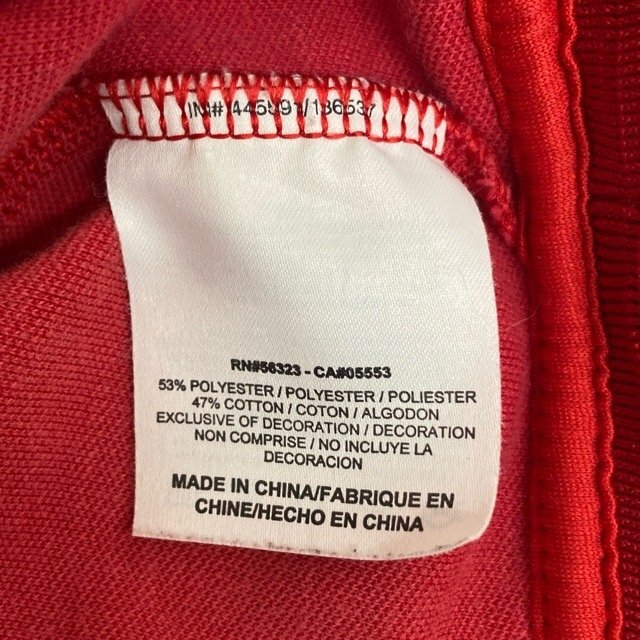 RN#56323 - CA#05553
53% POLYESTER / POLYESTER / POLIESTER
47% COTTON / COTON / ALGODON
EXCLUSIVE OF DECORATION / DECORATION
NON COMPRISE / NO INCLUYE LA
DECORACION
MADE IN CHINA/FABRIQUE EN
CHINE/HECHO EN CHINA